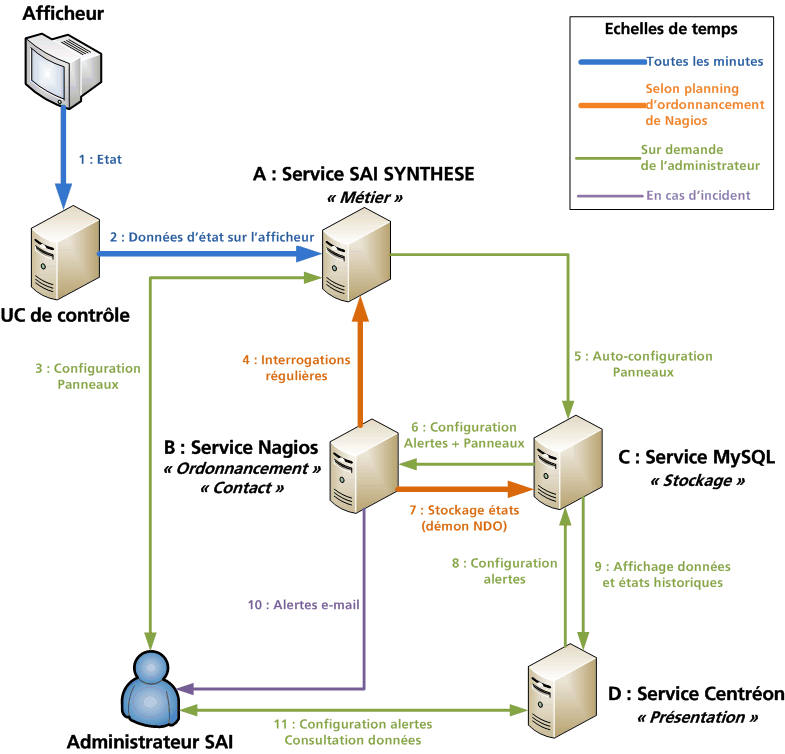 Afficheur
Echelles de temps
Toutes les minutes
Selon planning
d'ordonnancement
de Nagios
Sur demande
de l'administrateur
En cas d'incident
1 : Etat
A : Service SAI SYNTHESE
« Métier »
2 : Données d'état sur l'afficheur
UC de contrôle
3 : Configuration
Panneaux
4 : Interrogations
régulières
5 : Auto-configuration
Panneaux
6 : Configuration
Alertes + Panneaux
B : Service Nagios
« Ordonnancement »
« Contact »
C : Service MySQL
« Stockage »
7 : Stockage états
(démon NDO)
8 : Configuration
alertes
9 : Affichage données
et états historiques
10 : Alertes e-mail
D : Service Centréon
« Présentation »
11 : Configuration alertes
Consultation données
Administrateur SAI